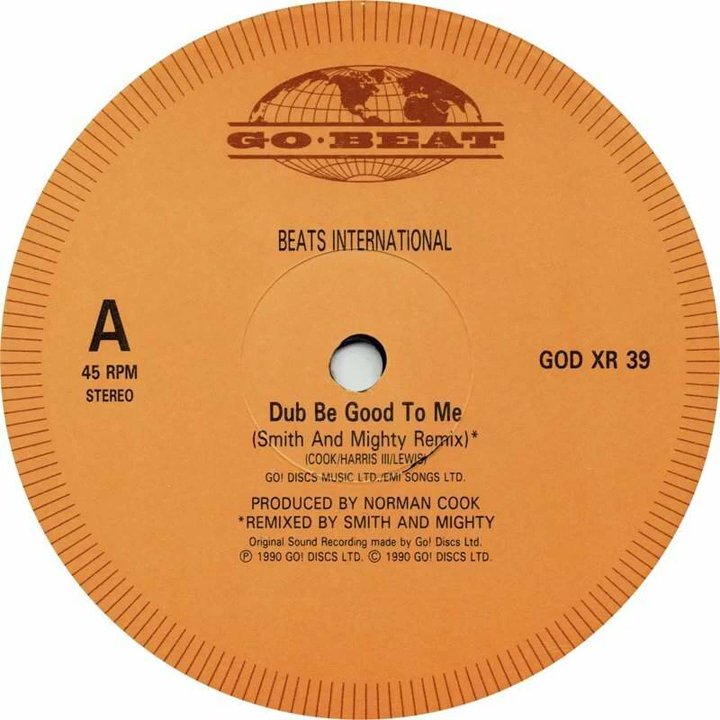 GO·BEAT
BEATS INTERNATIONAL
A
45 RPM
STEREO
GOD XR 39
Dub Be Good To Me
(Smith And Mighty Remix)*
(COOK/HARRIS III/LEWIS)
GO! DISCS MUSIC LTD./EMI SONGS LTD.
PRODUCED BY NORMAN COOK
*REMIXED BY SMITH AND MIGHTY
Original Sound Recording made by Go! Discs Ltd.
℗ 1990 GO! DISCS LTD. © 1990 GO! DISCS LTD.